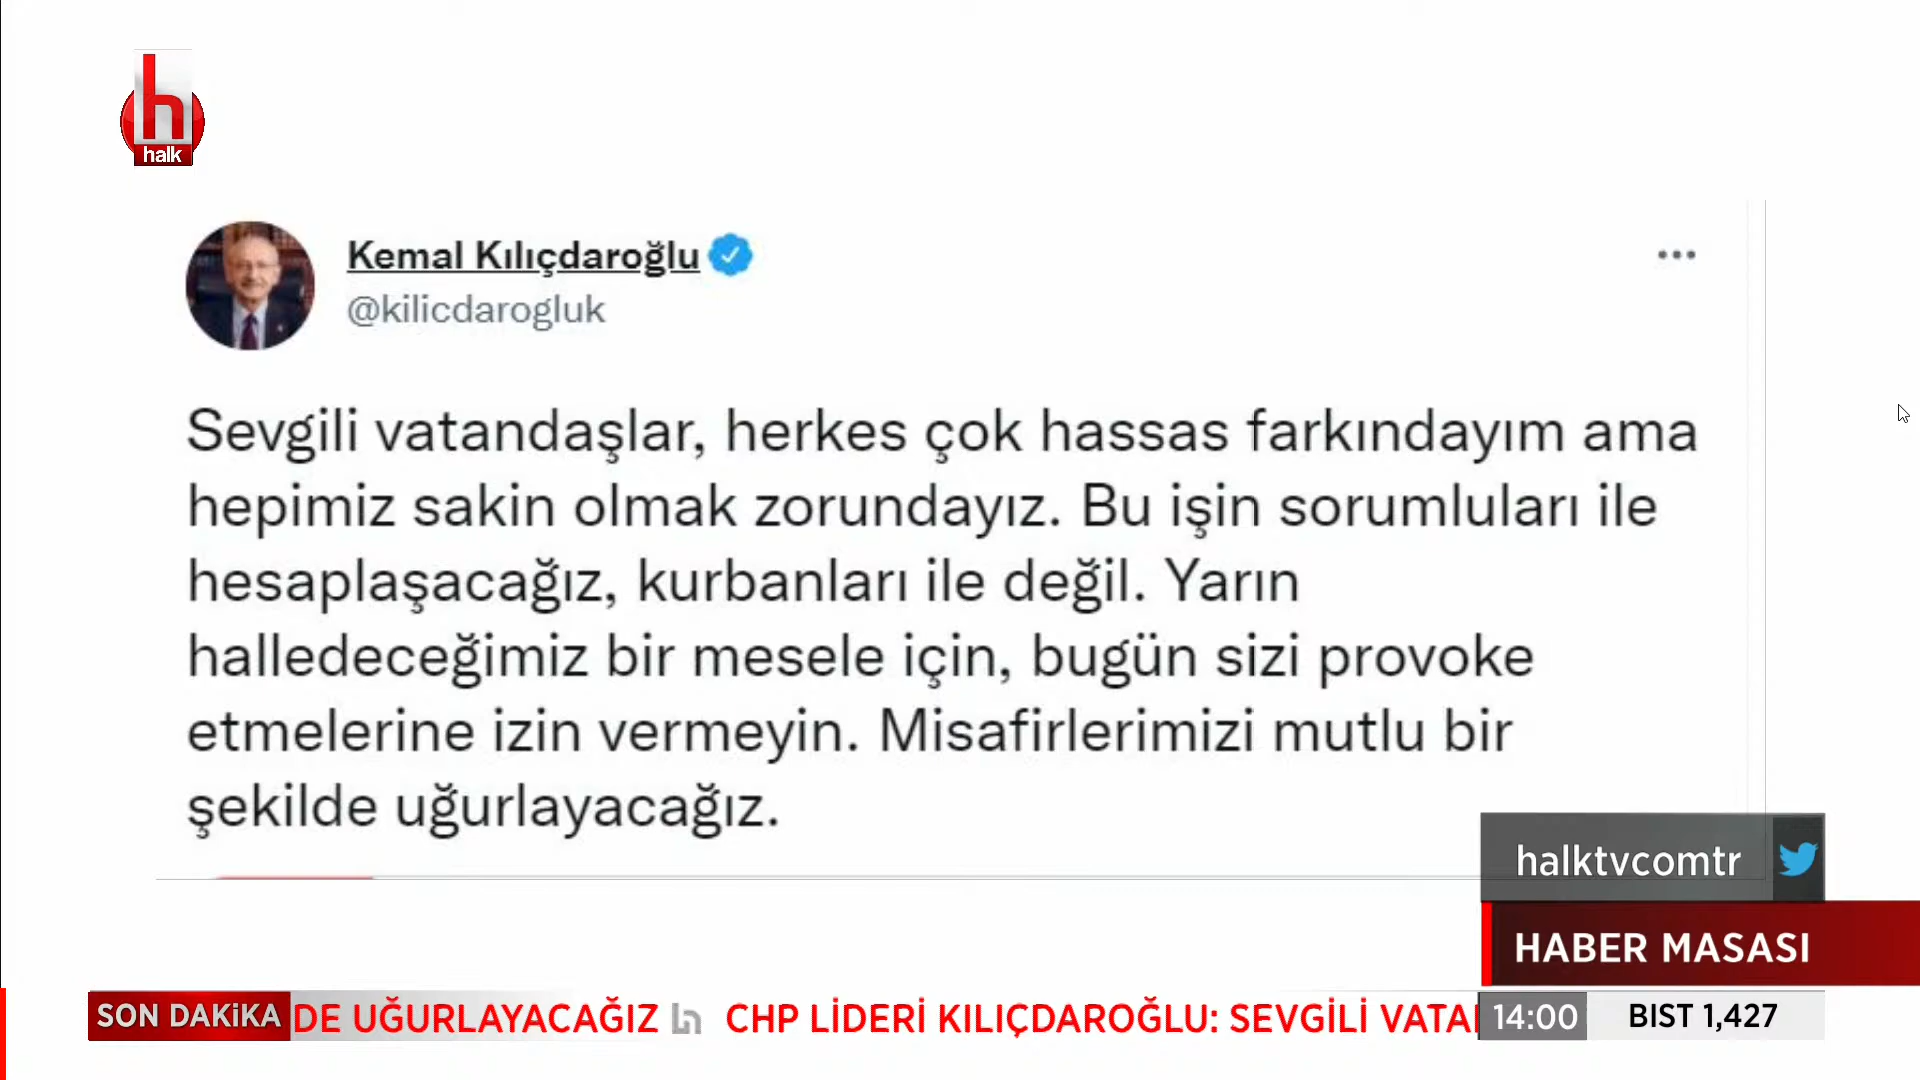 h
halk
Kemal Kılıçdaroğlu
@kilicdarogluk
Sevgili vatandaşlar, herkes çok hassas farkındayım ama
hepimiz sakin olmak zorundayız. Bu işin sorumluları ile
hesaplaşacağız, kurbanları ile değil. Yarın
halledeceğimiz bir mesele için, bugün sizi provoke
etmelerine izin vermeyin. Misafirlerimizi mutlu bir
şekilde uğurlayacağız.
halktvcomtr
HABER MASASI
SON DAKİKA DE UĞURLAYACAĞIZ h CHP LİDERİ KILIÇDAROĞLU: SEVGİLİ VATA 14:00 BIST 1,427